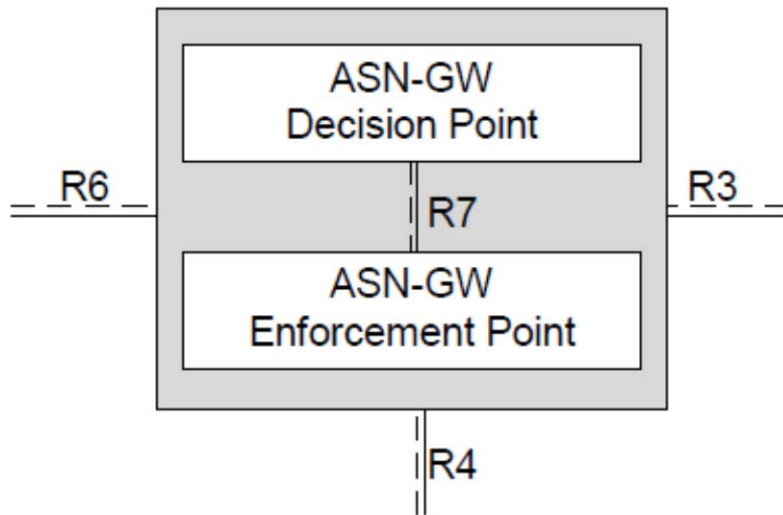 ASN-GW
Decision Point
R6
R3
R7
ASN-GW
Enforcement Point
R4